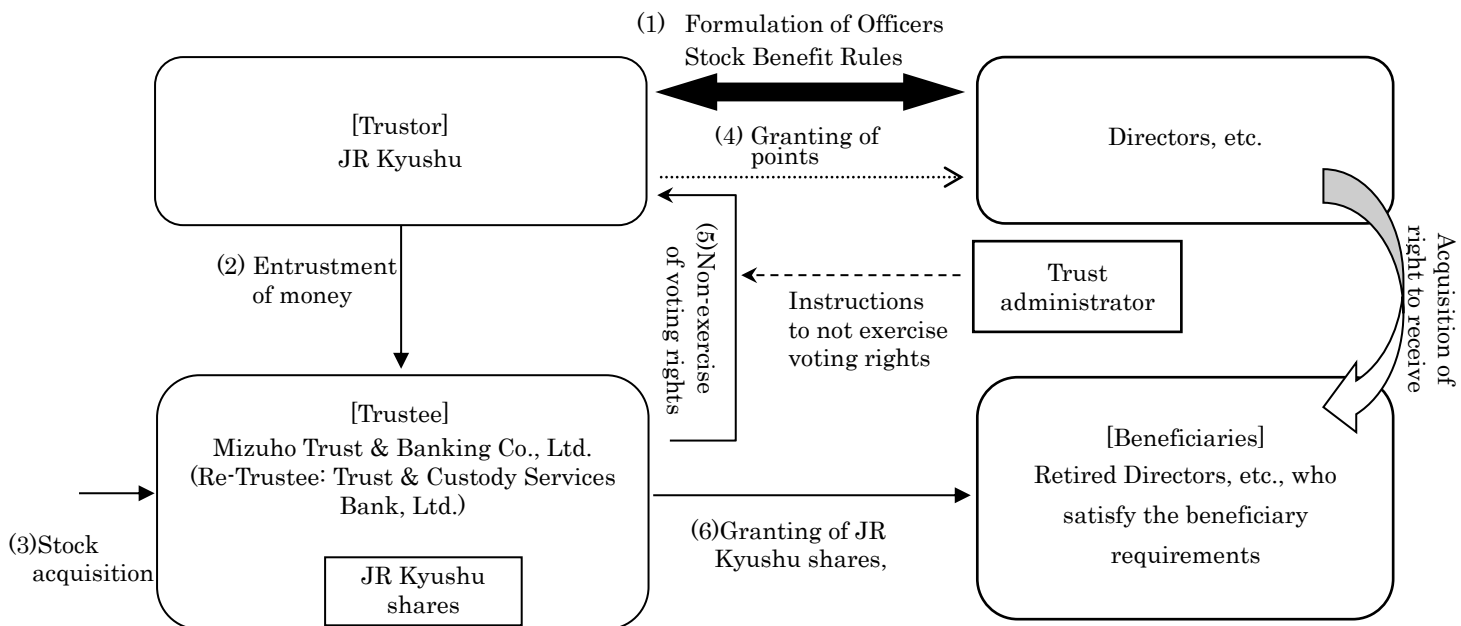 (1) Formulation of Officers
Stock Benefit Rules
[Trustor]
JR Kyushu
(4) Granting of
points
Directors, etc.
(2) Entrustment
of money
(5)Non-exercise
of voting rights
Instructions
to not exercise
voting rights
Trust
administrator
Acquisition of
right to receive
[Trustee]
Mizuho Trust & Banking Co., Ltd.
(Re-Trustee: Trust & Custody Services
Bank, Ltd.)
JR Kyushu
shares
(3)Stock
acquisition
(6)Granting of JR
Kyushu shares,
[Beneficiaries]
Retired Directors, etc., who
satisfy the beneficiary
requirements